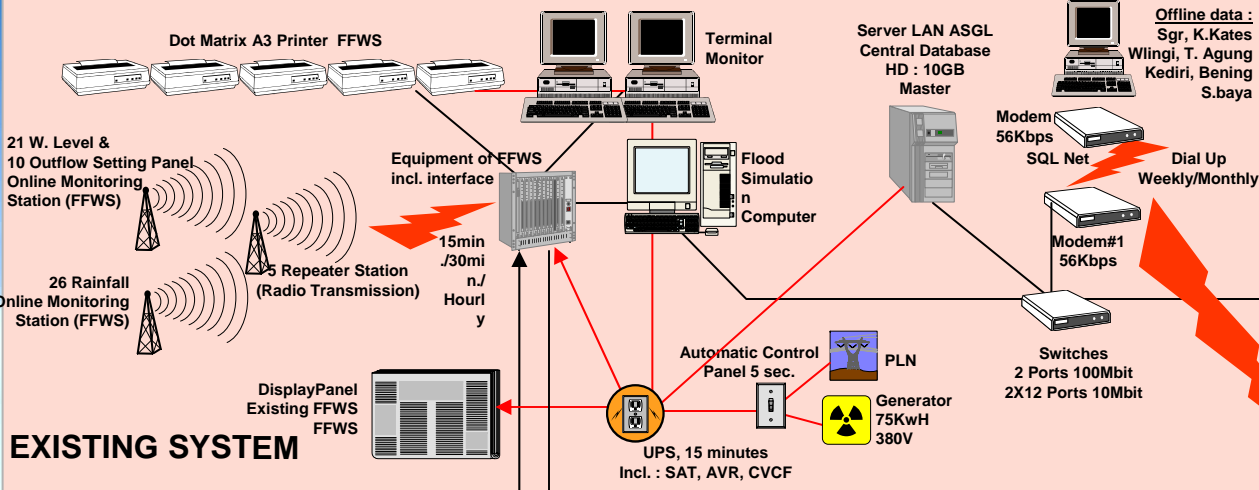 Dot Matrix A3 Printer  FFWS
Terminal
Monitor
Server LAN ASGL
Central Database
HD : 10GB
Master
Offline data :
Sgr, K.Kates
Wlingi, T. Agung
Kediri, Bening
S.baya
Modem
56Kbps
SQL Net
Dial Up
Weekly/Monthly
21 W. Level &
10 Outflow Setting Panel
Online Monitoring
Station (FFWS)
Equipment of FFWS
incl. interface
Flood
Simulatio
n
Computer
5 Repeater Station
(Radio Transmission)
15min
./30mi
n./
Hourl
y
Modem#1
56Kbps
26 Rainfall
Online Monitoring
Station (FFWS)
Switches
2 Ports 100Mbit
2X12 Ports 10Mbit
Automatic Control
Panel 5 sec.
PLN
Generator
75KwH
380V
DisplayPanel
Existing FFWS
FFWS
UPS, 15 minutes
Incl. : SAT, AVR, CVCF
EXISTING SYSTEM